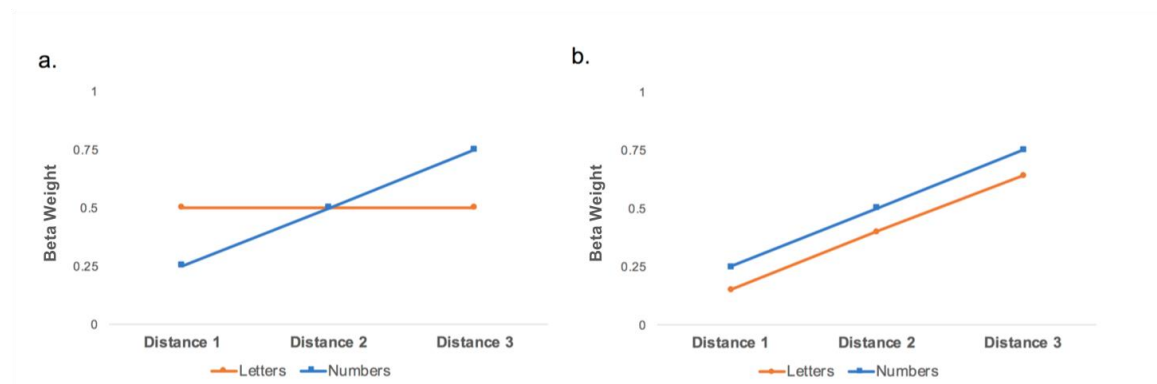 a.
1
0.75
0.5
0.25
0
Beta Weight
Distance 1 Distance 2 Distance 3
Letters Numbers
b.
1
0.75
0.5
0.25
0
Beta Weight
Distance 1 Distance 2 Distance 3
Letters Numbers